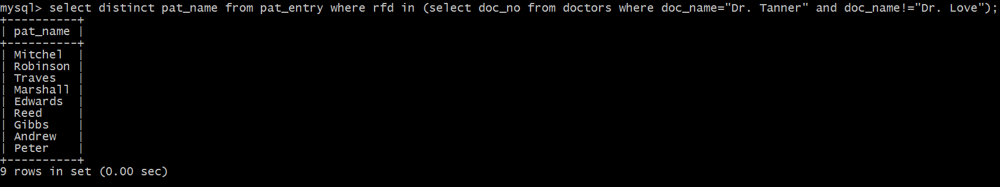 mysql> select distinct pat_name from pat_entry where rfd in (select doc_no from doctors where doc_name="Dr. Tanner" and doc_name!="Dr. Love");
+----------+
| pat_name |
+----------+
| Mitchel  |
| Robinson |
| Traves   |
| Marshall |
| Edwards  |
| Reed     |
| Gibbs    |
| Andrew   |
| Peter    |
+----------+
9 rows in set (0.00 sec)